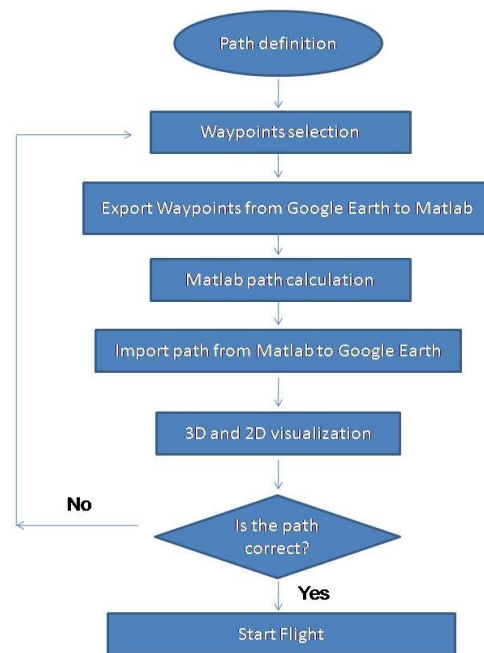 Path definition
Waypoints selection
Export Waypoints from Google Earth to Matlab
Matlab path calculation
Import path from Matlab to Google Earth
3D and 2D visualization
No
Is the path
correct?
Yes
Start Flight